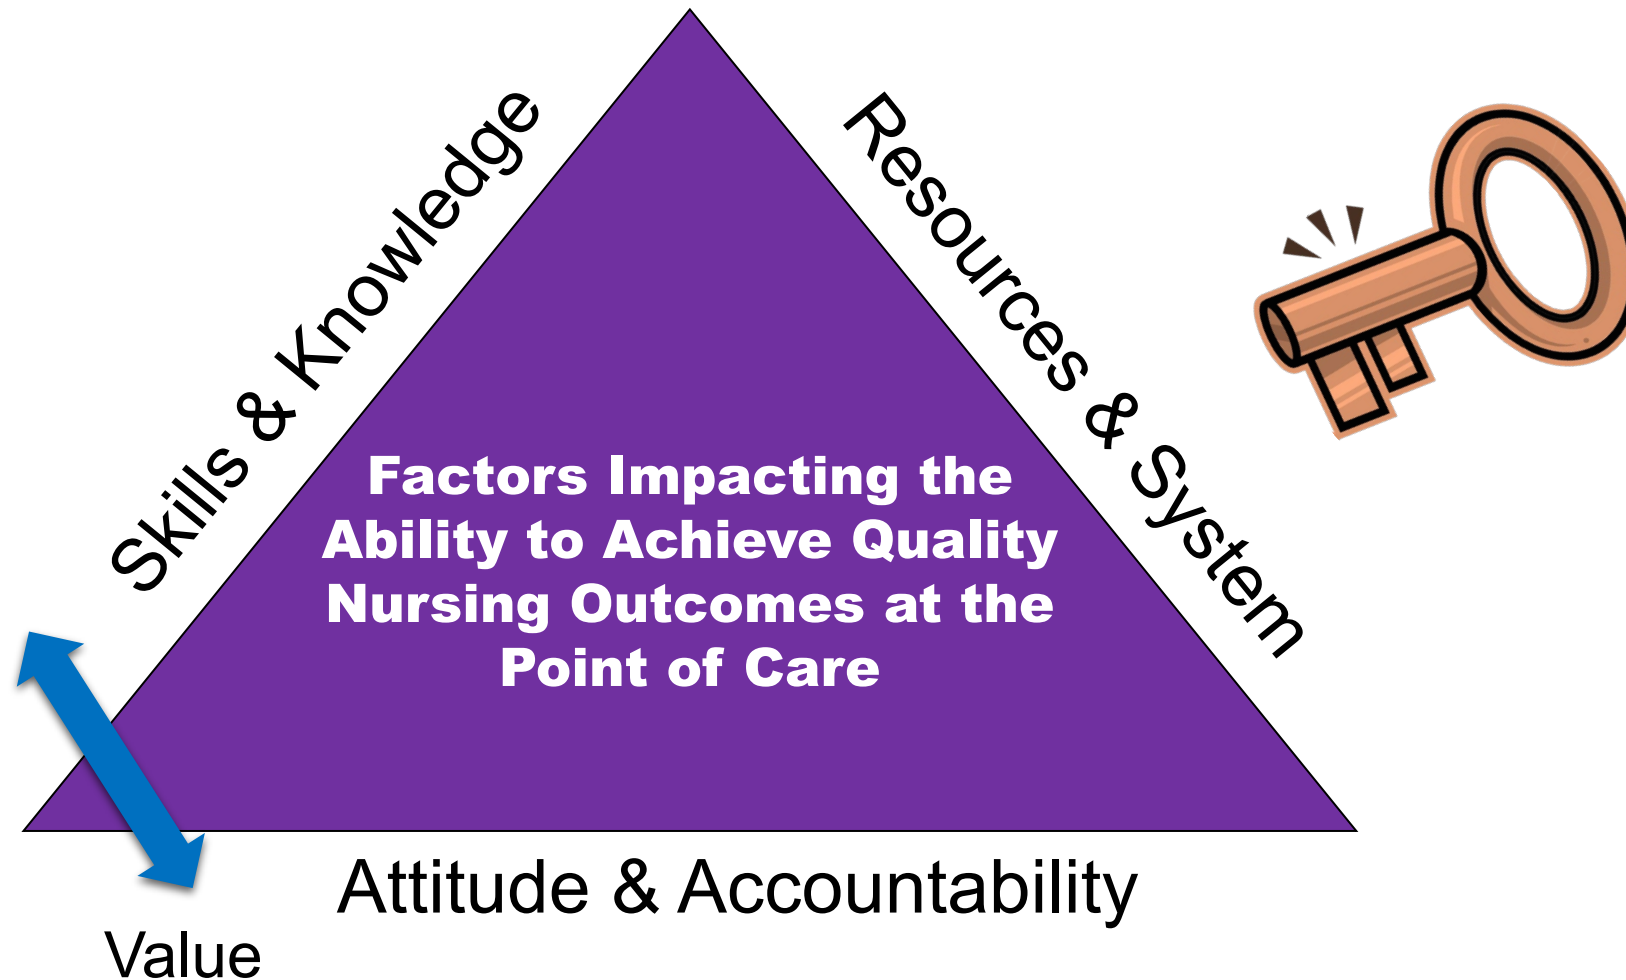 Skills & Knowledge
Resources & System
Factors Impacting the
Ability to Achieve Quality
Nursing Outcomes at the
Point of Care
Attitude & Accountability
Value